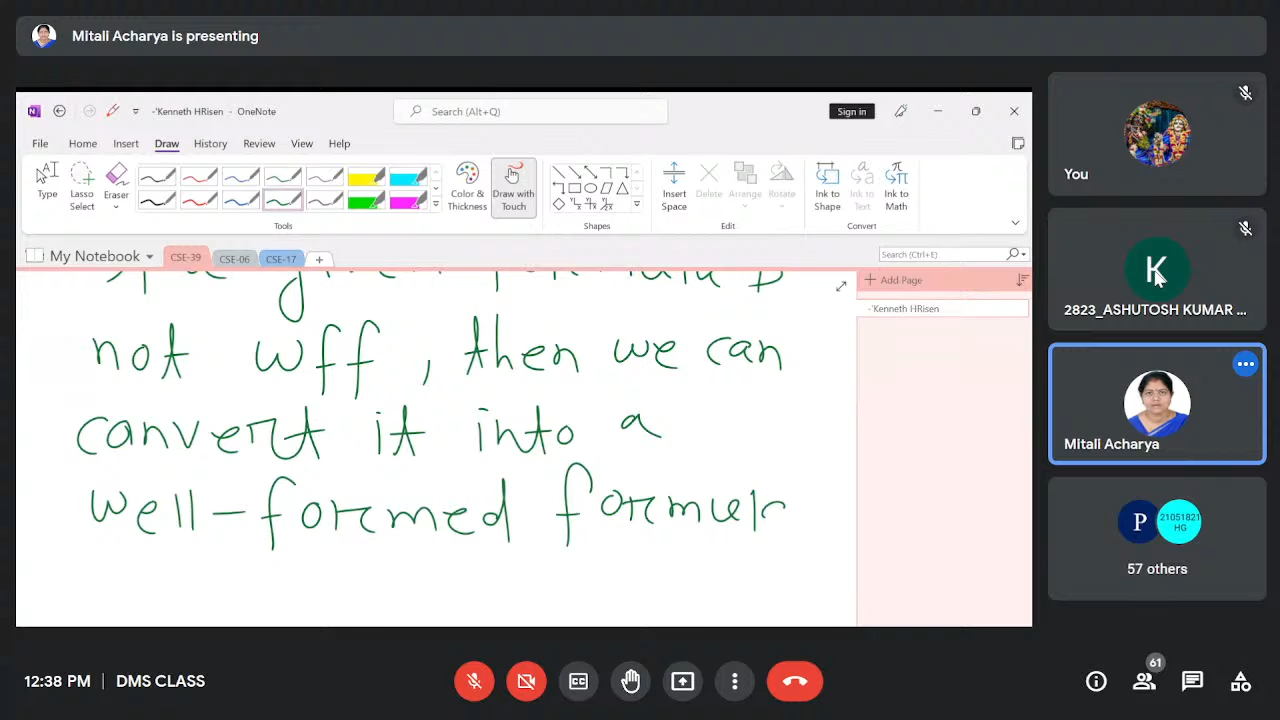 Mitali Acharya is presenting
-'Kenneth HRisen - OneNote
Search (Alt+Q)
Sign in
File Home Insert Draw History Review View Help
Type
Lasso Select
Eraser
Color & Thickness
Draw with Touch
Insert Space
Delete
Arrange
Rotate
Ink to Shape
Ink to Text
Ink to Math
Tools
Shapes
Edit
Convert
My Notebook
CSE-39
CSE-06
CSE-17
Search (Ctrl+E)
Add Page
-'Kenneth HRisen
not wff, then we can
canvert it into a
well-formed formul
You
K
2823_ASHUTOSH KUMAR ...
Mitali Acharya
P
21051821 HG
57 others
12:38 PM | DMS CLASS
61